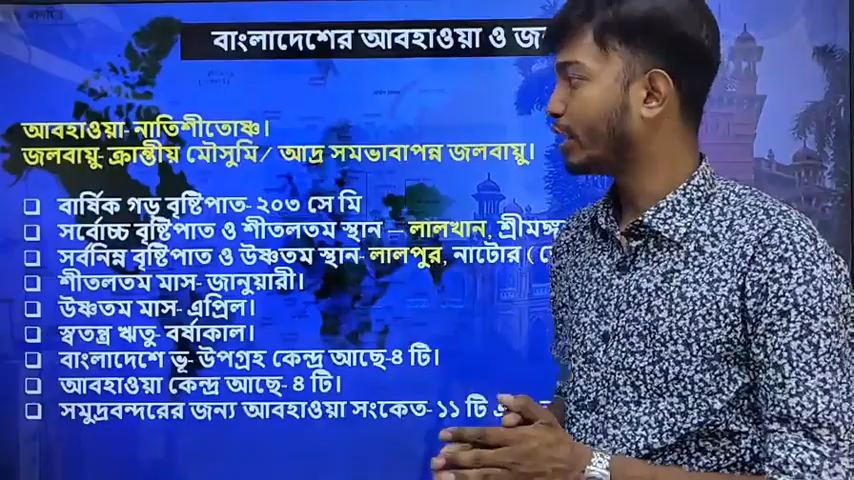 বাংলাদেশের আবহাওয়া ও
আবহাওয়া-নাতিশীতোষ্ণ।
জলবায়ু-ক্রান্তীয় মৌসুমি/ আদ্র সমভাবাপন্ন জলবায়ু।
বার্ষিক গড় বৃষ্টিপাত- ২০৩ সে মি
সর্বোচ্চ বৃষ্টিপাত ও শীতলতম স্থান – লালখান, শ্রীমঙ্গ
সর্বনিম্ন বৃষ্টিপাত ও উষ্ণতম স্থান- লালপুর, নাটোর (
শীতলতম মাস- জানুয়ারী।
উষ্ণতম মাস- এপ্রিল।
স্বতন্ত্র ঋতু- বর্ষাকাল।
বাংলাদেশে ভূ-উপগ্রহ কেন্দ্র আছে-৪ টি।
আবহাওয়া কেন্দ্র আছে- ৪ টি।
সমুদ্রবন্দরের জন্য আবহাওয়া সংকেত- ১১ টি